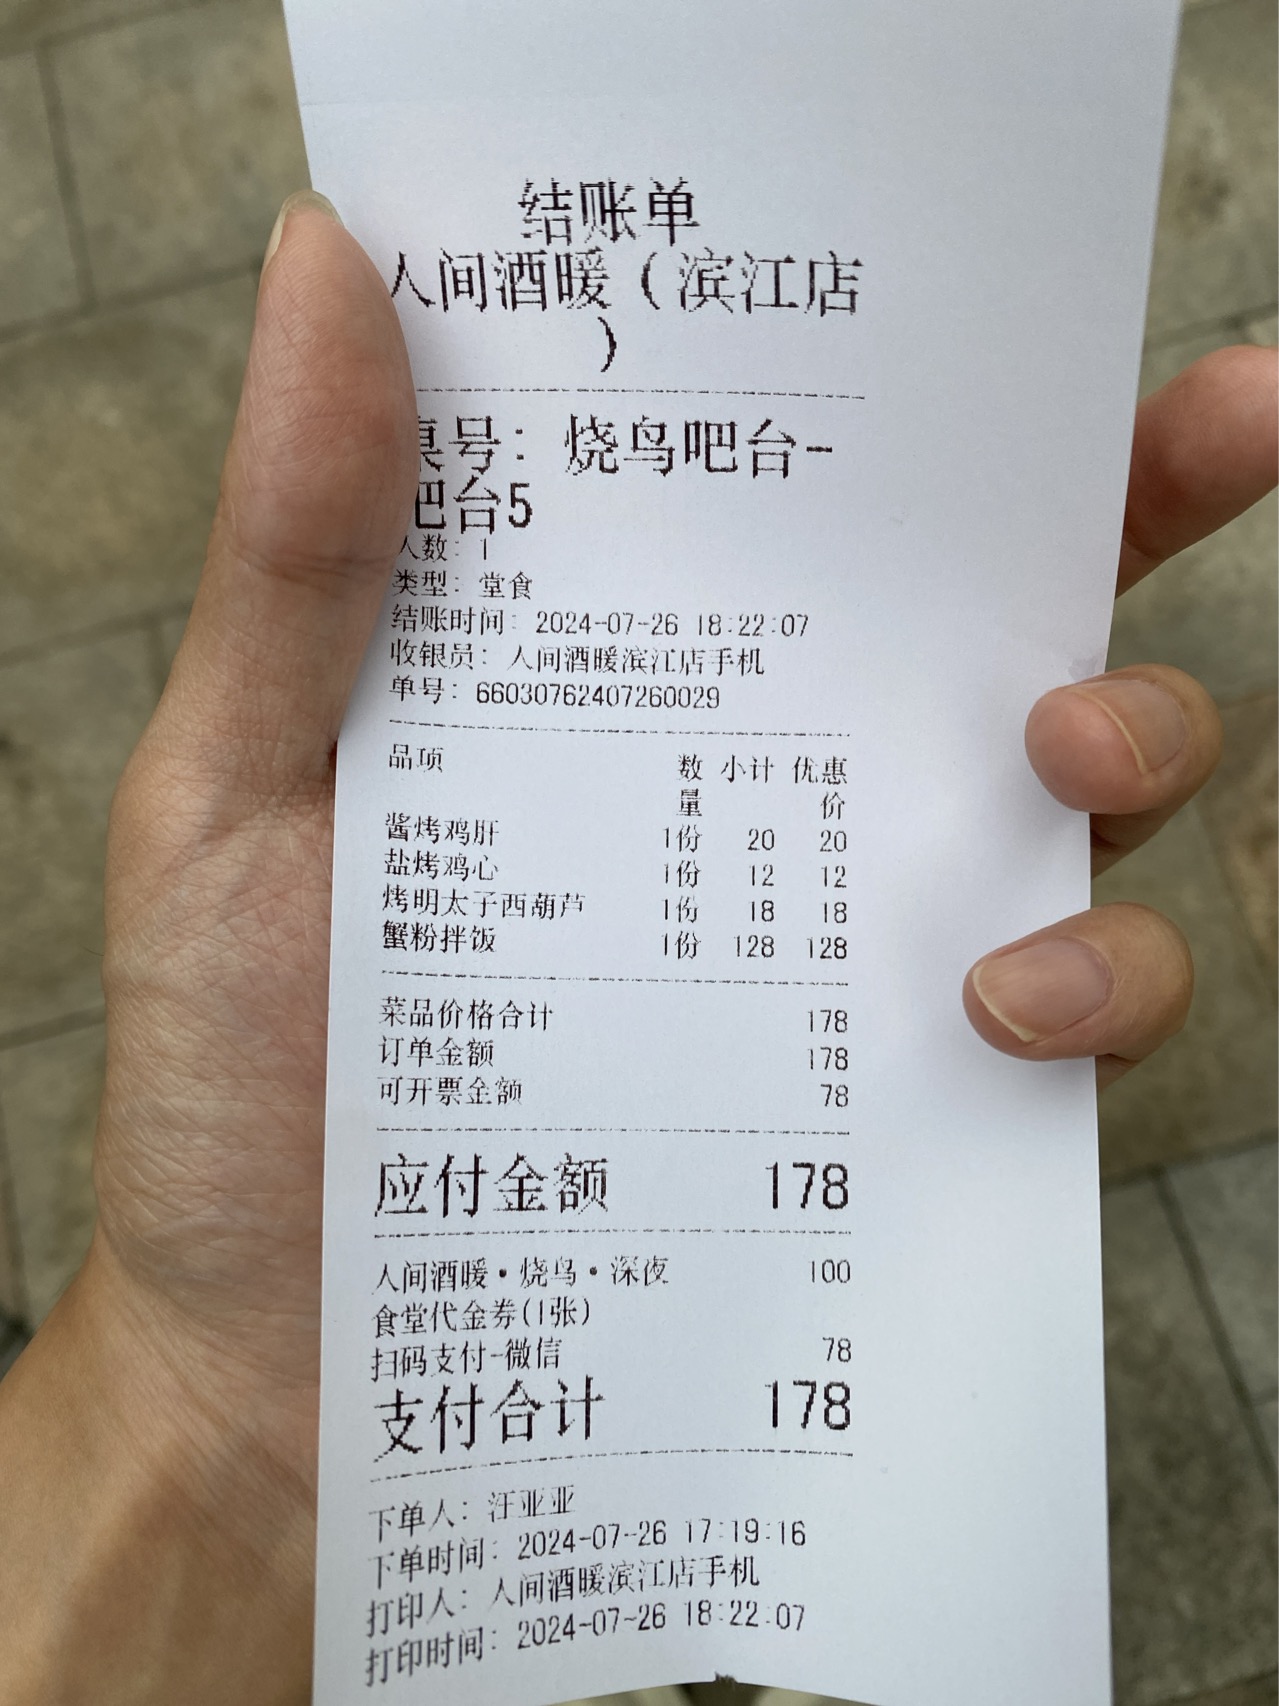 结账单
人间酒暖（滨江店
）
桌号：烧鸟吧台-
吧台5
人数：1
类型：堂食
结账时间：2024-07-26 18:22:07
收银员：人间酒暖滨江店手机
单号：66030762407260029
品项 数 小计 优惠
量 价
酱烤鸡肝 1份 20 20
盐烤鸡心 1份 12 12
烤明太子西葫芦 1份 18 18
蟹粉拌饭 1份 128 128
菜品价格合计 178
订单金额 178
可开票金额 78
应付金额 178
人间酒暖·烧鸟·深夜 100
食堂代金券(1张)
扫码支付-微信 78
支付合计 178
下单人：汪亚亚
下单时间：2024-07-26 17:19:16
打印人：人间酒暖滨江店手机
打印时间：2024-07-26 18:22:07